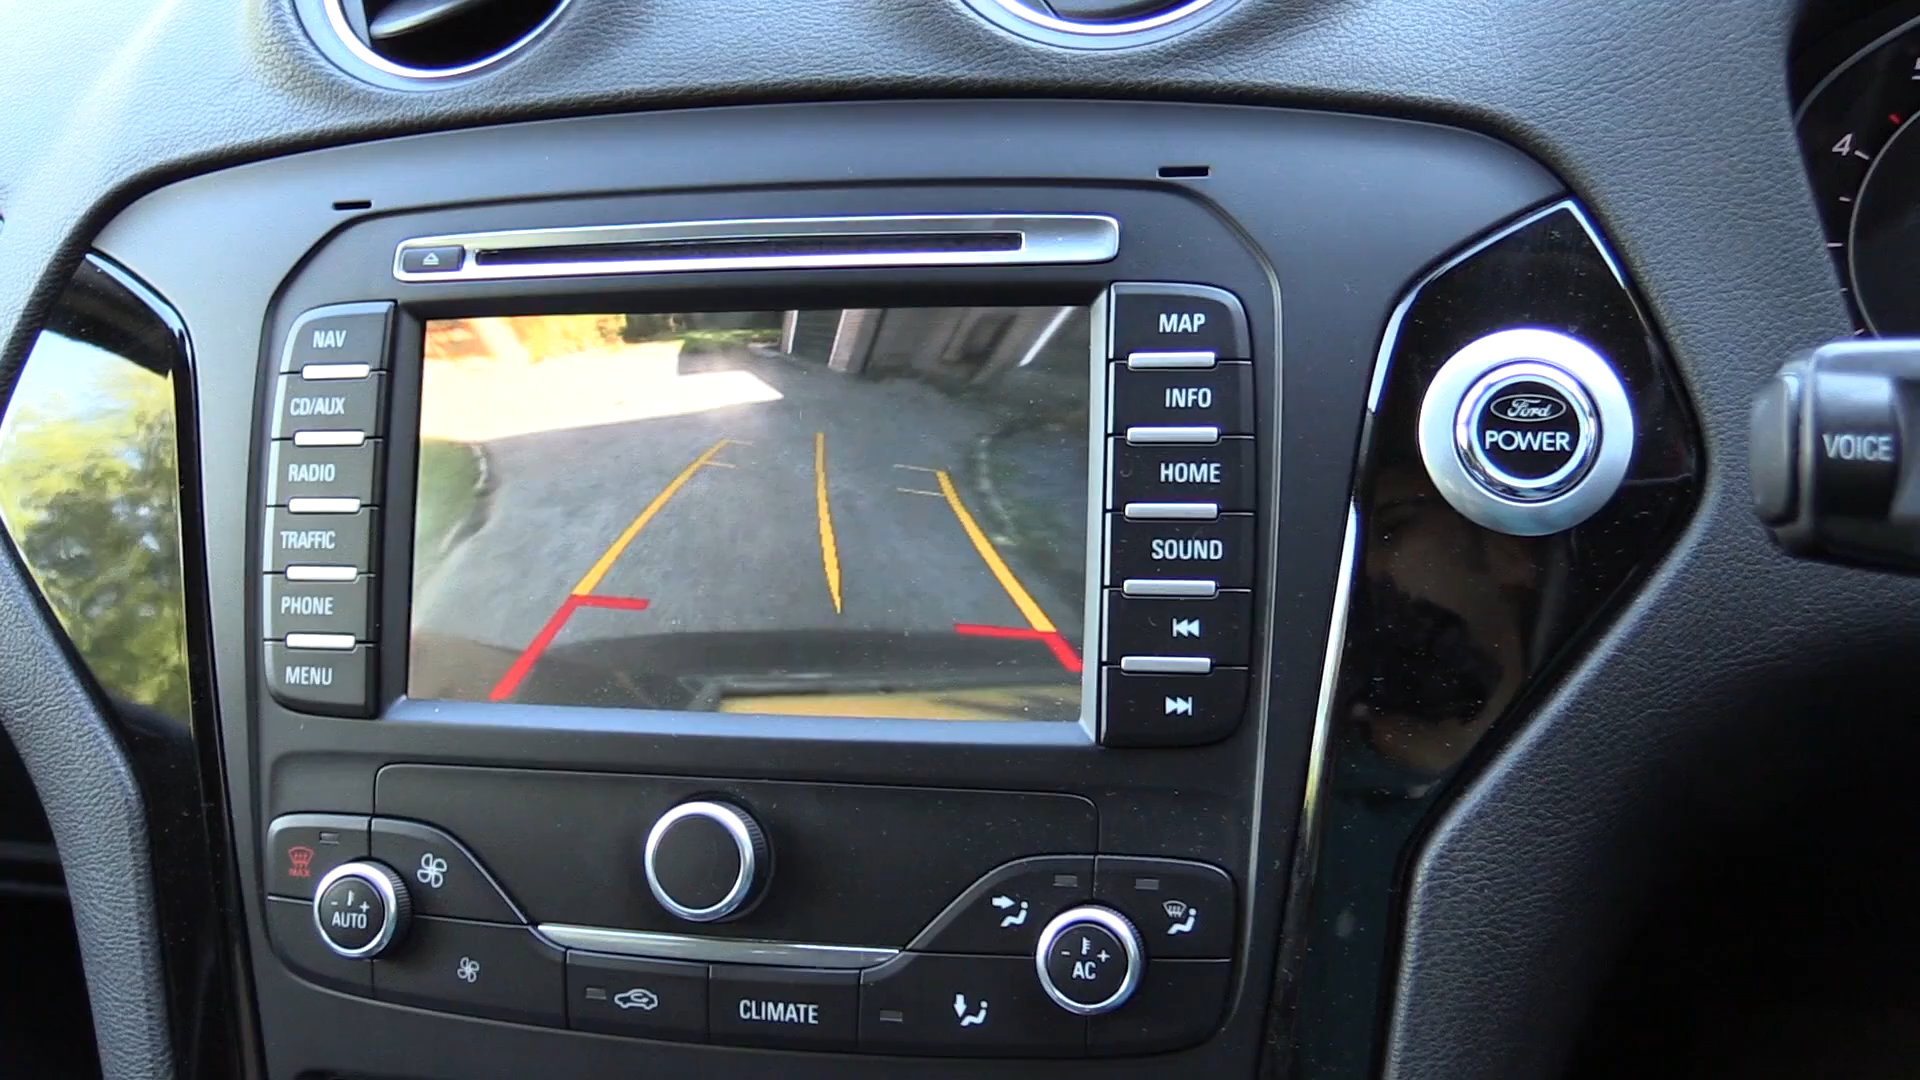 4
NAV
CD/AUX
RADIO
TRAFFIC
PHONE
MENU
MAP
INFO
HOME
SOUND
Ford
POWER
VOICE
MAX
- +
AUTO
- +
AC
CLIMATE